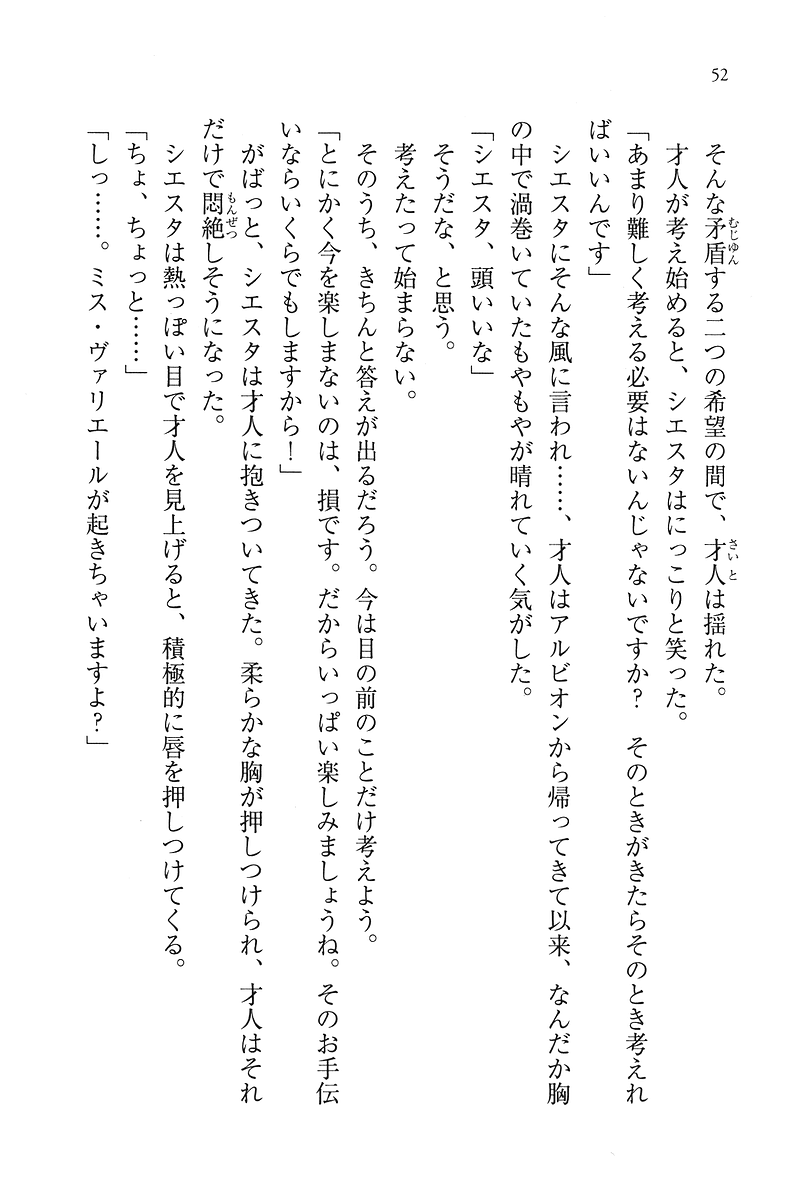 52
そんな矛盾する二つの希望の間で、才人は揺れた。
むじゆん
さいと
才人が考え始めると、シエスタはにっこりと笑った。
「あまり難しく考える必要はないんじゃないですか？　そのときがきたらそのとき考えれ
ばいいんです」
シエスタにそんな風に言われ……、才人はアルビオンから帰ってきて以来、なんだか胸
の中で渦巻いていたもやもやが晴れていく気がした。
「シエスタ、頭いいな」
そうだな、と思う。
考えたって始まらない。
そのうち、きちんと答えが出るだろう。今は目の前のことだけ考えよう。
「とにかく今を楽しまないのは、損です。だからいっぱい楽しみましょうね。そのお手伝
いならいくらでもしますから！」
がばっと、シエスタは才人に抱きついてきた。柔らかな胸が押しつけられ、才人はそれ
だけで悶絶しそうになった。
もんぜつ
シエスタは熱っぽい目で才人を見上げると、積極的に唇を押しつけてくる。
「ちょ、ちょっと……」
「しっ……。ミス・ヴァリエールが起きちゃいますよ？」